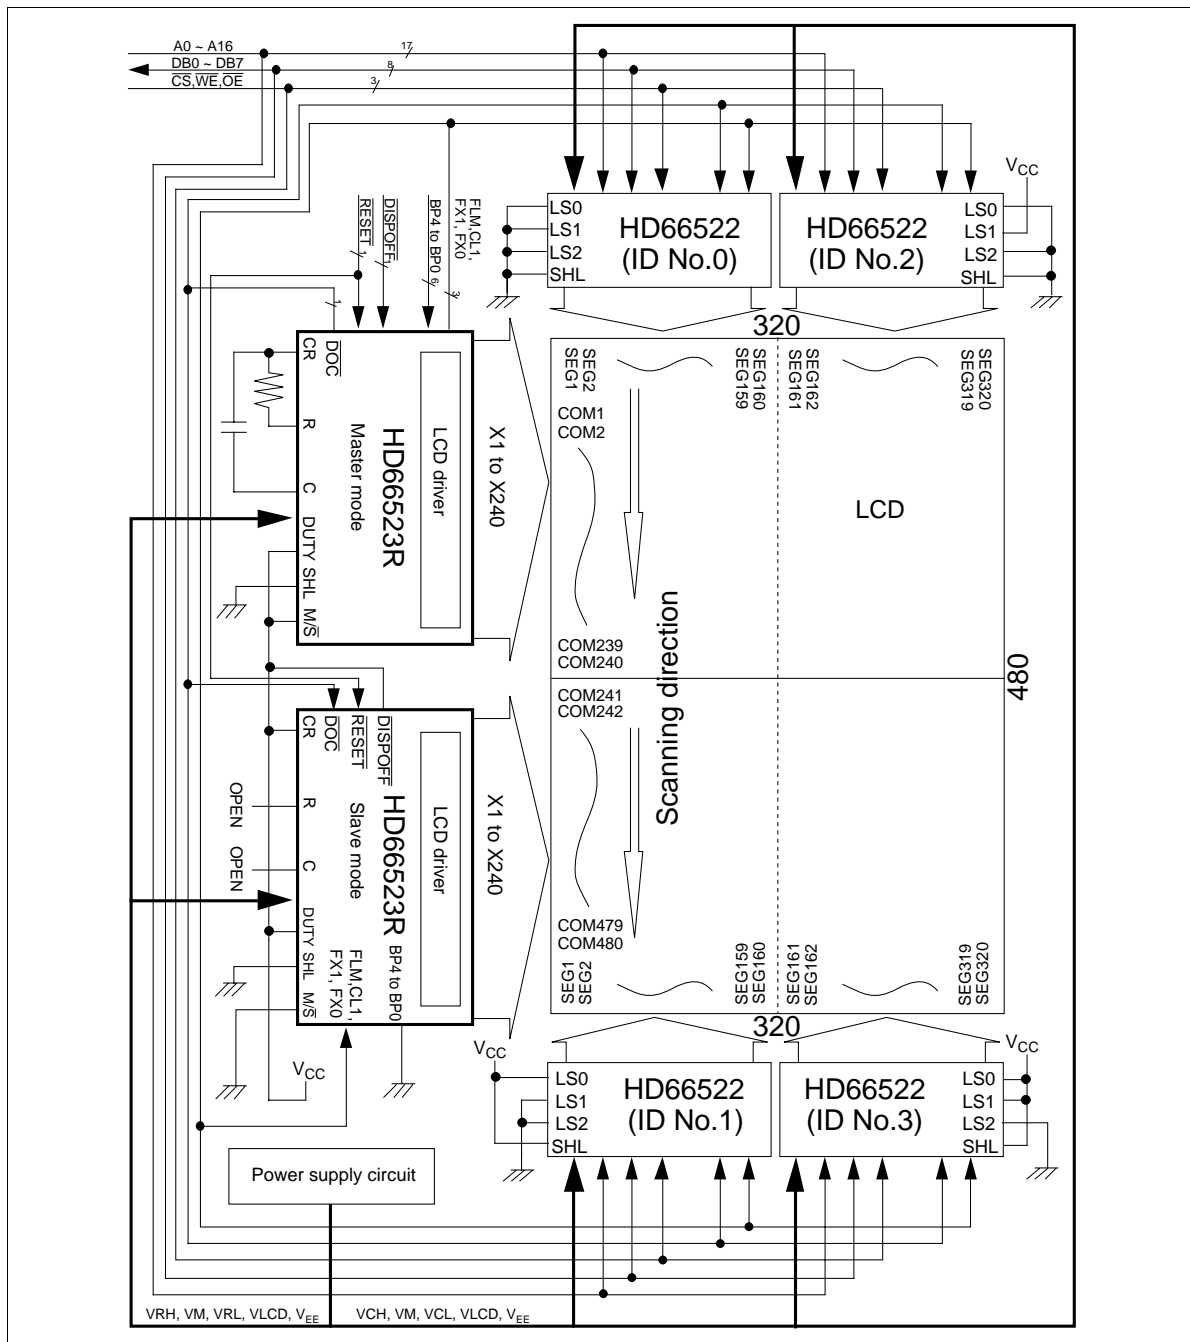 A0 ~ A16
17
DB0 ~ DB7
8
CS,WE,OE
3
RESET
1
DISPOFF
1
BP4 to BP0
6
FLM,CL1,
FX1, FX0
3
LS0
LS1
LS2
SHL
HD66522
(ID No.0)
HD66522
(ID No.2)
LS0
LS1
LS2
SHL
VCC
320
1
CR
DOC
R
C
DUTY
SHL
M/S
Master mode
HD66523R
LCD driver
X1 to X240
SEG1
SEG2
SEG159
SEG160
SEG161
SEG162
SEG319
SEG320
COM1
COM2
LCD
COM239
COM240
COM241
COM242
Scanning direction
480
CR
DOC
RESET
DISPOFF
R
C
DUTY
SHL
M/S
OPEN
OPEN
Slave mode
HD66523R
LCD driver
FLM,CL1,
FX1, FX0
BP4 to BP0
X1 to X240
COM479
COM480
SEG1
SEG2
SEG159
SEG160
SEG161
SEG162
SEG319
SEG320
320
VCC
VCC
LS0
LS1
LS2
SHL
HD66522
(ID No.1)
HD66522
(ID No.3)
LS0
LS1
LS2
SHL
VCC
Power supply circuit
VRH, VM, VRL, VLCD, VEE
VCH, VM, VCL, VLCD, VEE